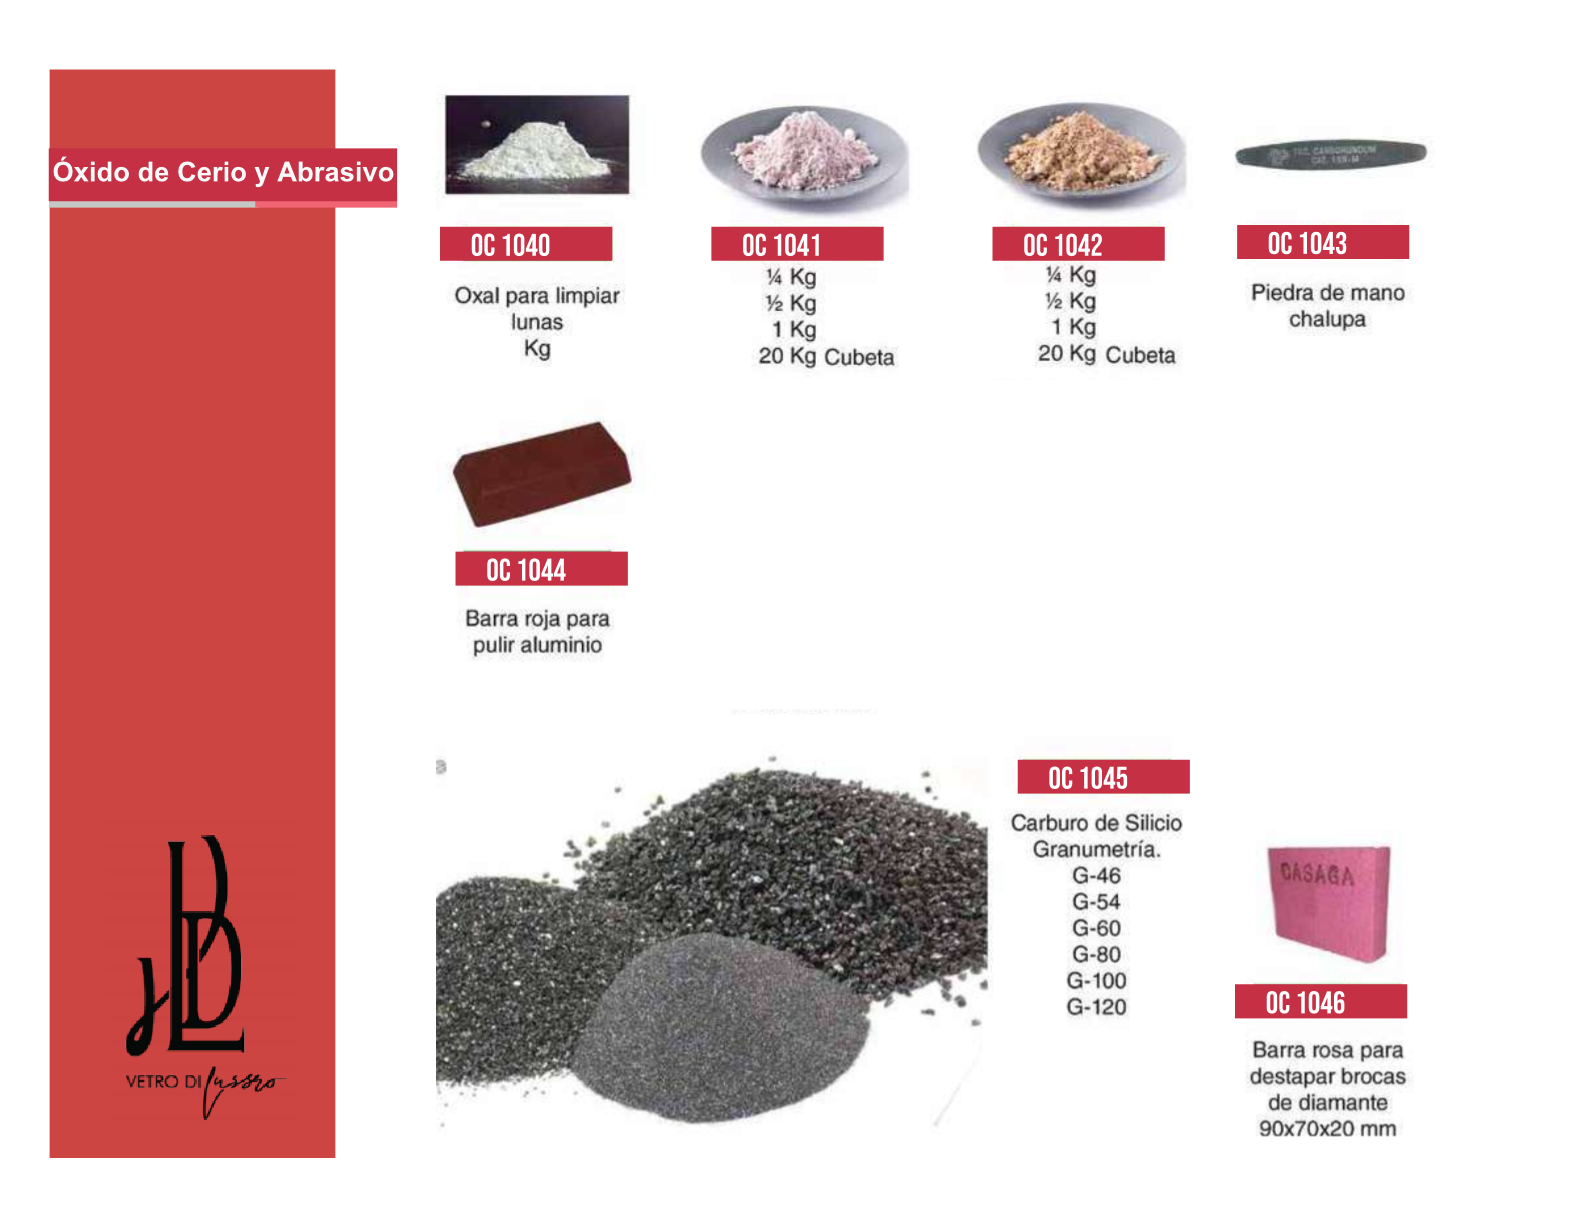 Óxido de Cerio y Abrasivo
OC 1040
Oxal para limpiar
lunas
Kg
OC 1041
¼ Kg
½ Kg
1 Kg
20 Kg Cubeta
OC 1042
¼ Kg
½ Kg
1 Kg
20 Kg Cubeta
TEC. CARBORUNDUM
CAT. 159-M
OC 1043
Piedra de mano
chalupa
OC 1044
Barra roja para
pulir aluminio
OC 1045
Carburo de Silicio
Granumetría.
G-46
G-54
G-60
G-80
G-100
G-120
CASAGA
OC 1046
Barra rosa para
destapar brocas
de diamante
90x70x20 mm
VETRO DI Lusso